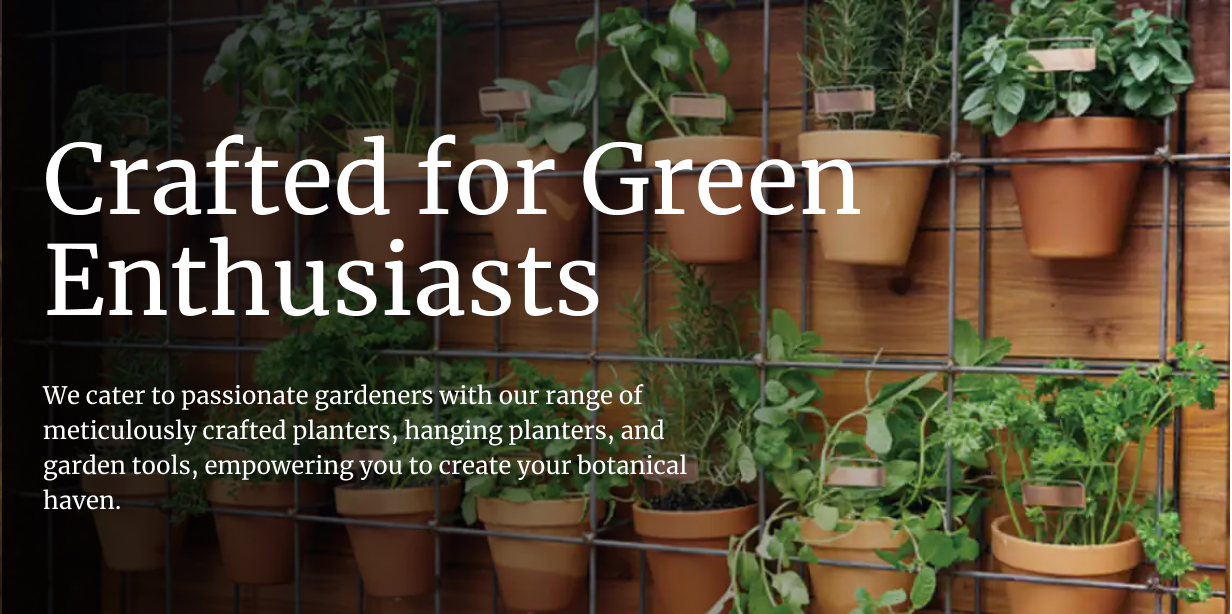 Crafted for Green
Enthusiasts
We cater to passionate gardeners with our range of
meticulously crafted planters, hanging planters, and
garden tools, empowering you to create your botanical
haven.